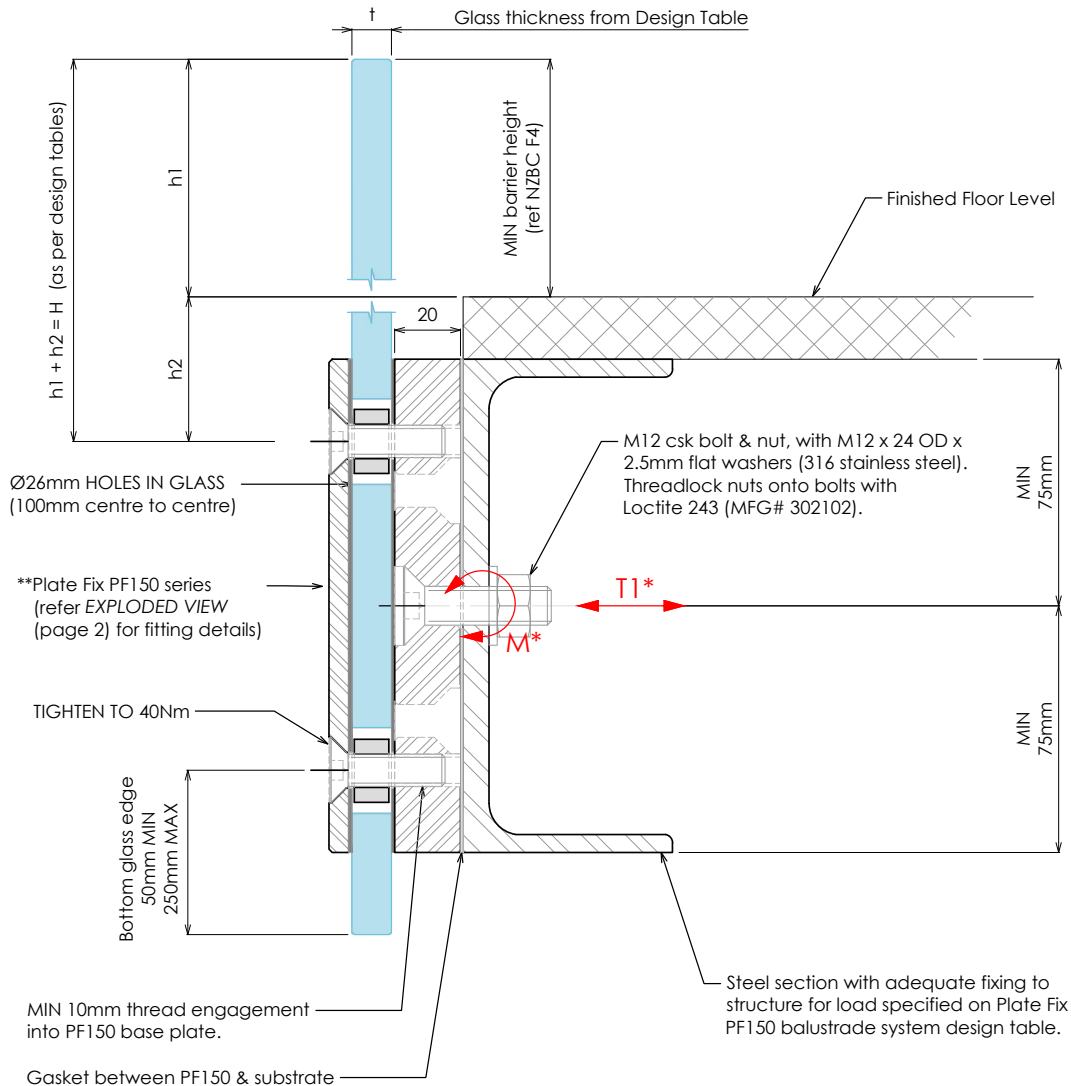 t
Glass thickness from Design Table
h1 + h2 = H (as per design tables)
h1
MIN barrier height
(ref NZBC F4)
Finished Floor Level
20
h2
M12 csk bolt & nut, with M12 x 24 OD x
2.5mm flat washers (316 stainless steel).
Threadlock nuts onto bolts with
Loctite 243 (MFG# 302102).
MIN
75mm
Ø26mm HOLES IN GLASS
(100mm centre to centre)
**Plate Fix PF150 series
(refer EXPLODED VIEW
(page 2) for fitting details)
T1*
M*
TIGHTEN TO 40Nm
MIN
75mm
Bottom glass edge
50mm MIN
250mm MAX
MIN 10mm thread engagement
into PF150 base plate.
Steel section with adequate fixing to
structure for load specified on Plate Fix
PF150 balustrade system design table.
Gasket between PF150 & substrate